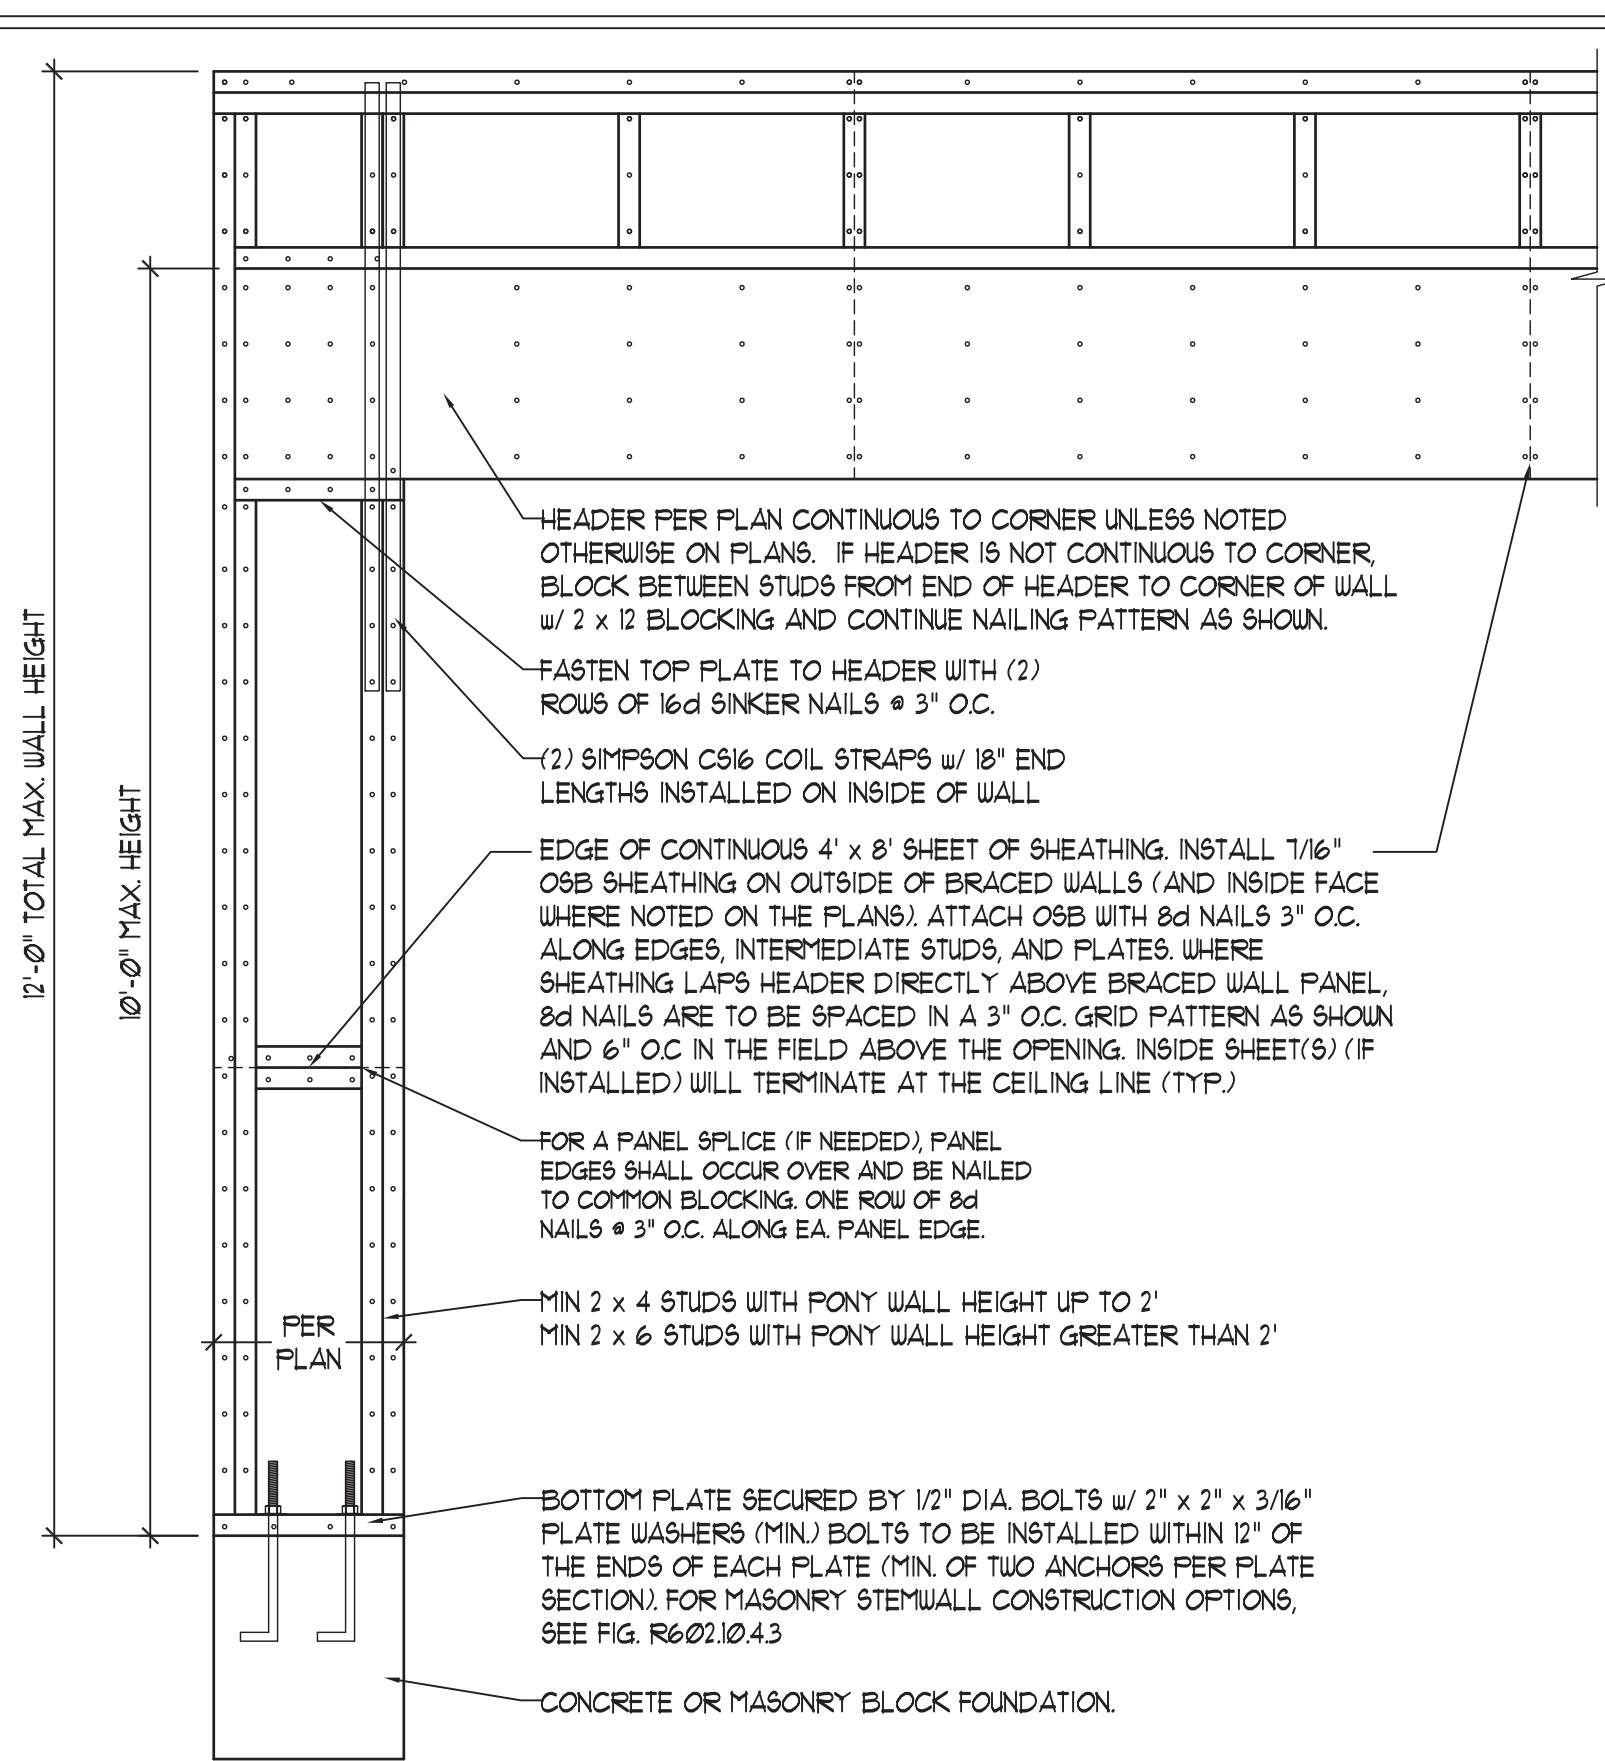 HEADER PER PLAN CONTINUOUS TO CORNER UNLESS NOTED
OTHERWISE ON PLANS. IF HEADER IS NOT CONTINUOUS TO CORNER,
BLOCK BETWEEN STUDS FROM END OF HEADER TO CORNER OF WALL
w/ 2 x 12 BLOCKING AND CONTINUE NAILING PATTERN AS SHOWN.
FASTEN TOP PLATE TO HEADER WITH (2)
ROWS OF 16d SINKER NAILS @ 3" O.C.
(2) SIMPSON CS16 COIL STRAPS w/ 18" END
LENGTHS INSTALLED ON INSIDE OF WALL
12'-0" TOTAL MAX. WALL HEIGHT
10'-0" MAX. HEIGHT
EDGE OF CONTINUOUS 4' x 8' SHEET OF SHEATHING. INSTALL 7/16"
OSB SHEATHING ON OUTSIDE OF BRACED WALLS (AND INSIDE FACE
WHERE NOTED ON THE PLANS). ATTACH OSB WITH 8d NAILS 3" O.C.
ALONG EDGES, INTERMEDIATE STUDS, AND PLATES. WHERE
SHEATHING LAPS HEADER DIRECTLY ABOVE BRACED WALL PANEL,
8d NAILS ARE TO BE SPACED IN A 3" O.C. GRID PATTERN AS SHOWN
AND 6" O.C IN THE FIELD ABOVE THE OPENING. INSIDE SHEET(S) (IF
INSTALLED) WILL TERMINATE AT THE CEILING LINE (TYP.)
FOR A PANEL SPLICE (IF NEEDED), PANEL
EDGES SHALL OCCUR OVER AND BE NAILED
TO COMMON BLOCKING. ONE ROW OF 8d
NAILS @ 3" O.C. ALONG EA. PANEL EDGE.
MIN 2 x 4 STUDS WITH PONY WALL HEIGHT UP TO 2'
MIN 2 x 6 STUDS WITH PONY WALL HEIGHT GREATER THAN 2'
PER
PLAN
BOTTOM PLATE SECURED BY 1/2" DIA. BOLTS w/ 2" x 2" x 3/16"
PLATE WASHERS (MIN.) BOLTS TO BE INSTALLED WITHIN 12" OF
THE ENDS OF EACH PLATE (MIN. OF TWO ANCHORS PER PLATE
SECTION). FOR MASONRY STEMWALL CONSTRUCTION OPTIONS,
SEE FIG. R602.10.4.3
CONCRETE OR MASONRY BLOCK FOUNDATION.